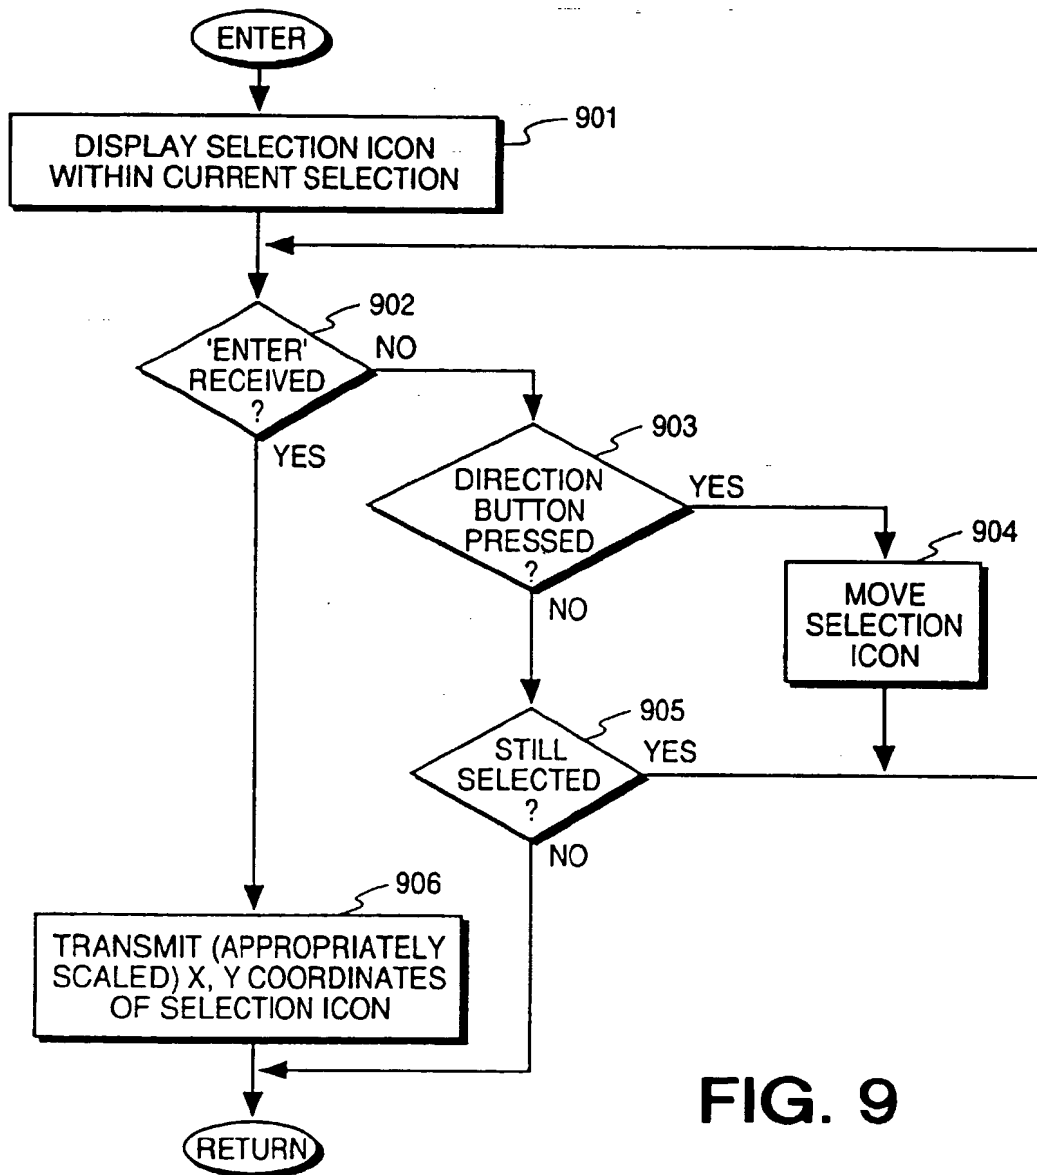 ENTER
901
DISPLAY SELECTION ICON
WITHIN CURRENT SELECTION
902
'ENTER'
RECEIVED
?
NO
YES
903
DIRECTION
BUTTON
PRESSED
?
YES
NO
904
MOVE
SELECTION
ICON
905
STILL
SELECTED
?
YES
NO
906
TRANSMIT (APPROPRIATELY
SCALED) X, Y COORDINATES
OF SELECTION ICON
RETURN
FIG. 9